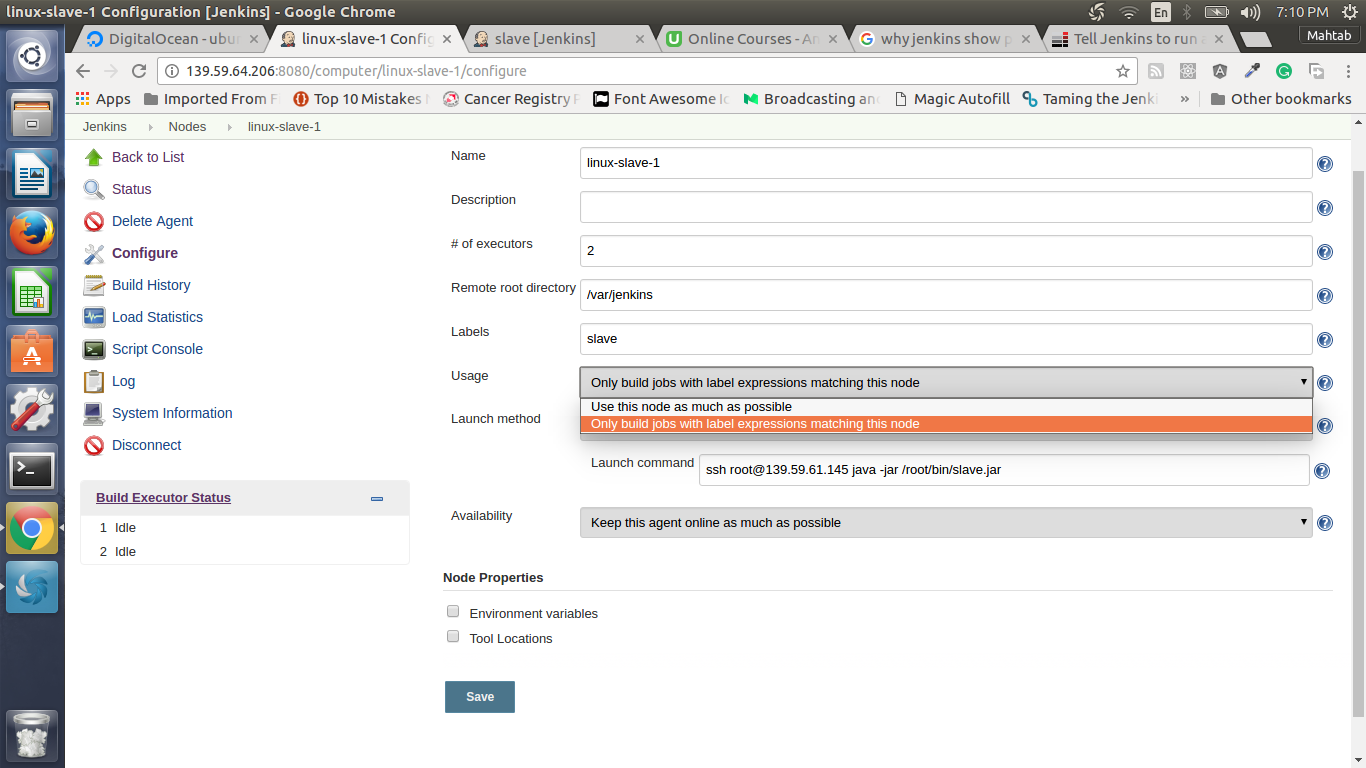 linux-slave-1 Configuration [Jenkins] - Google Chrome
En
7:10 PM
DigitalOcean - ubu
linux-slave-1 Config
slave [Jenkins]
Online Courses - An
why jenkins show p
Tell Jenkins to run a
Mahtab
139.59.64.206:8080/computer/linux-slave-1/configure
Apps
Imported From F
Top 10 Mistakes
Cancer Registry
Font Awesome Ic
Broadcasting an
Magic Autofill
Taming the Jenki
»
Other bookmarks
Jenkins
Nodes
linux-slave-1
Back to List
Status
Delete Agent
Configure
Build History
Load Statistics
Script Console
Log
System Information
Disconnect
Build Executor Status
1 Idle
2 Idle
Name
linux-slave-1
Description
# of executors
2
Remote root directory
/var/jenkins
Labels
slave
Usage
Only build jobs with label expressions matching this node
Use this node as much as possible
Only build jobs with label expressions matching this node
Launch method
Launch command
ssh root@139.59.61.145 java -jar /root/bin/slave.jar
Availability
Keep this agent online as much as possible
Node Properties
Environment variables
Tool Locations
Save